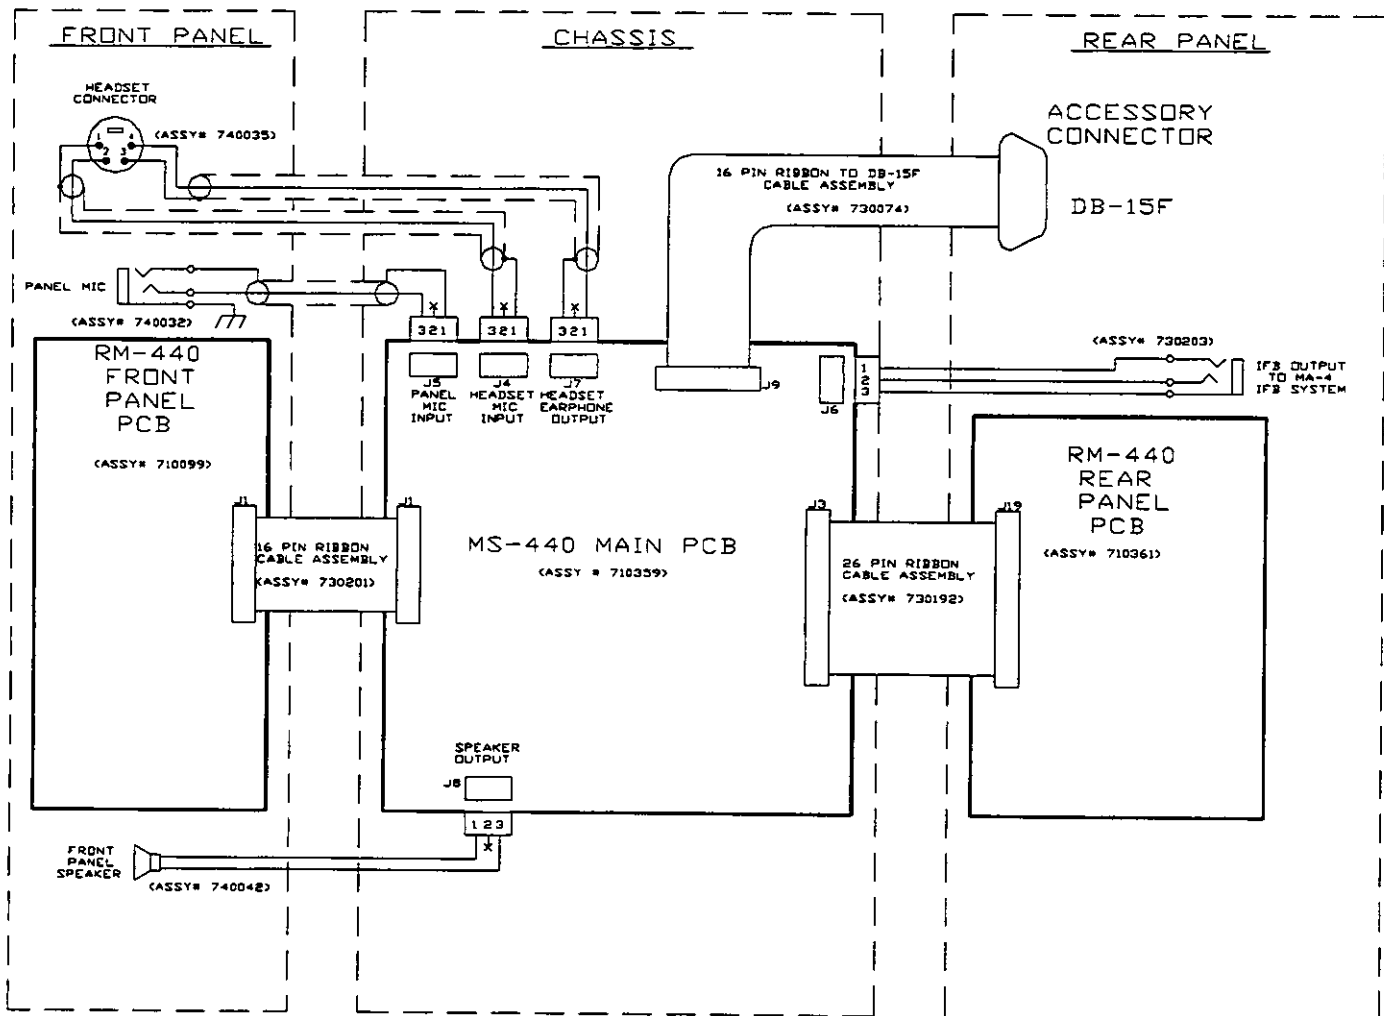 FRONT PANEL
CHASSIS
REAR PANEL
HEADSET
CONNECTOR
1 4
2 3
(ASSY# 740035)
ACCESSORY
CONNECTOR
DB-15F
16 PIN RIBBON TO DB-15F
CABLE ASSEMBLY
(ASSY# 730074)
PANEL MIC
(ASSY# 740032)
X
X
X
321
321
321
J5
PANEL
MIC
INPUT
J4
HEADSET
MIC
INPUT
J7
HEADSET
EARPHONE
OUTPUT
J9
J6
1
2
3
(ASSY# 730203)
IFB OUTPUT
TO MA-4
IFB SYSTEM
RM-440
FRONT
PANEL
PCB
(ASSY# 710099)
J1
J1
16 PIN RIBBON
CABLE ASSEMBLY
(ASSY# 730201)
MS-440 MAIN PCB
(ASSY # 710359)
J3
J19
26 PIN RIBBON
CABLE ASSEMBLY
(ASSY# 730192)
RM-440
REAR
PANEL
PCB
(ASSY# 710361)
SPEAKER
OUTPUT
J8
123
X
FRONT
PANEL
SPEAKER
(ASSY# 740042)